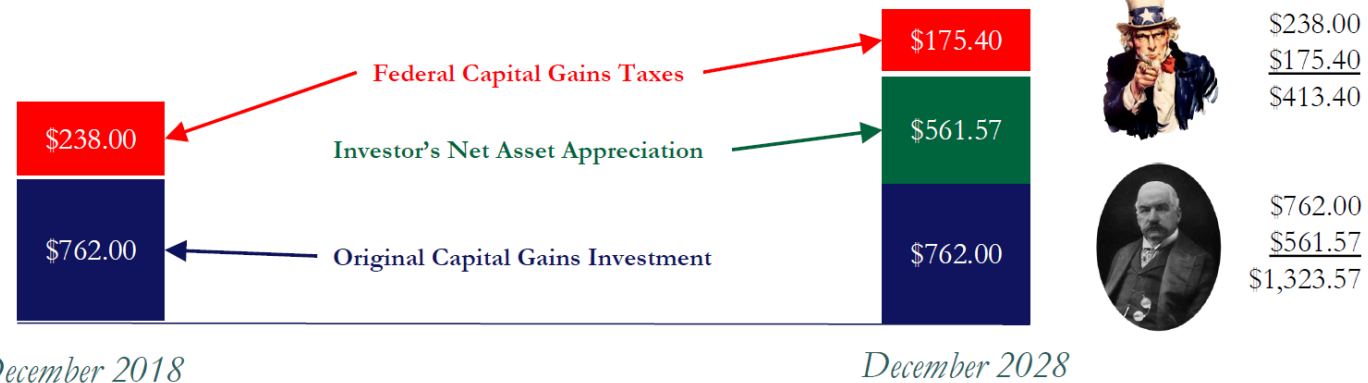 $238.00
$762.00
Federal Capital Gains Taxes
Investor's Net Asset Appreciation
Original Capital Gains Investment
$175.40
$561.57
$762.00
$238.00
$175.40
$413.40
$762.00
$561.57
$1,323.57
December 2018
December 2028